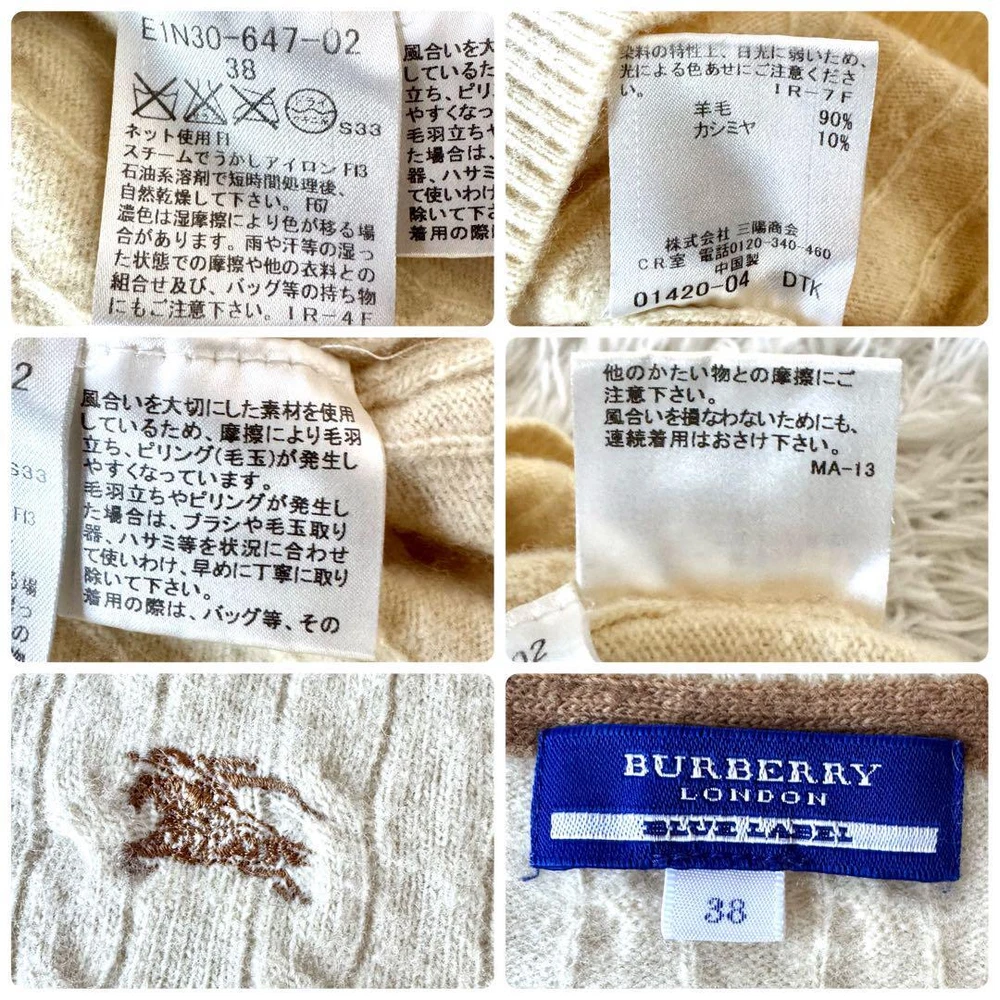 E1N30-647-02
38
ドライ
S33
ネット使用 F1
スチームでうかしアイロン F13
石油系溶剤で短時間処理後、
自然乾燥して下さい。 F67
濃色は湿摩擦により色が移る場
合があります。雨や汗等の湿っ
た状態での摩擦や他の衣料との
組合せ及び、バッグ等の持ち物
にもご注意下さい。 IR-4F
風合いを大
しているた
立ち、ピリ
やすくなっ
毛羽立ちや
た場合は、
器、ハサミ
て使いわけ
除いて下さ
着用の際
染料の特性上、日光に弱いため、
光による色あせにご注意くださ
い。 IR-7F
羊毛 90%
カシミヤ 10%
株式会社 三陽商会
CR室 電話0120-340-460
中国製
01420-04 DTK
2
S33
F13
場
っ
の
風合いを大切にした素材を使用
しているため、摩擦により毛羽
立ち、ピリング(毛玉)が発生し
やすくなっています。
毛羽立ちやピリングが発生し
た場合は、ブラシや毛玉取り
器、ハサミ等を状況に合わせ
て使いわけ、早めに丁寧に取り
除いて下さい。
着用の際は、バッグ等、その
他のかたい物との摩擦にご
注意下さい。
風合いを損なわないためにも、
連続着用はおさけ下さい。
MA-13
02
BURBERRY
LONDON
BLUE LABEL
38